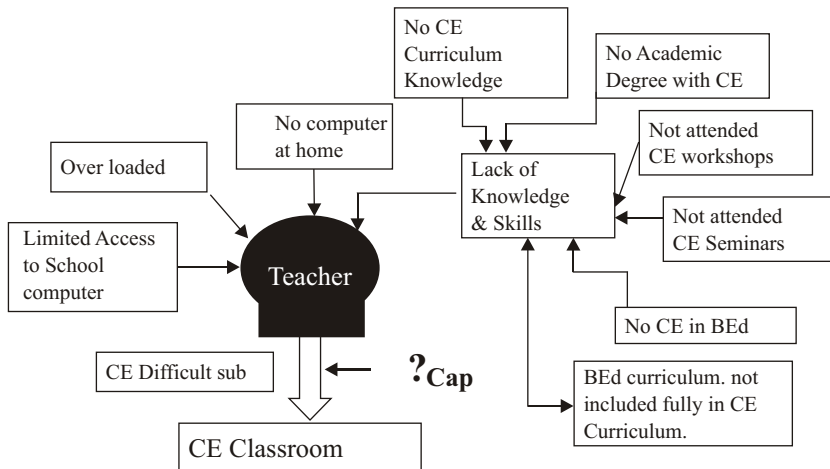 No CE
Curriculum
Knowledge
No Academic
Degree with CE
No computer
at home
Not attended
CE workshops
Over loaded
Lack of
Knowledge
& Skills
Not attended
CE Seminars
Limited Access
to School
computer
Teacher
No CE in BEd
CE Difficult sub
?Cap
BEd curriculum. not
included fully in CE
Curriculum.
CE Classroom